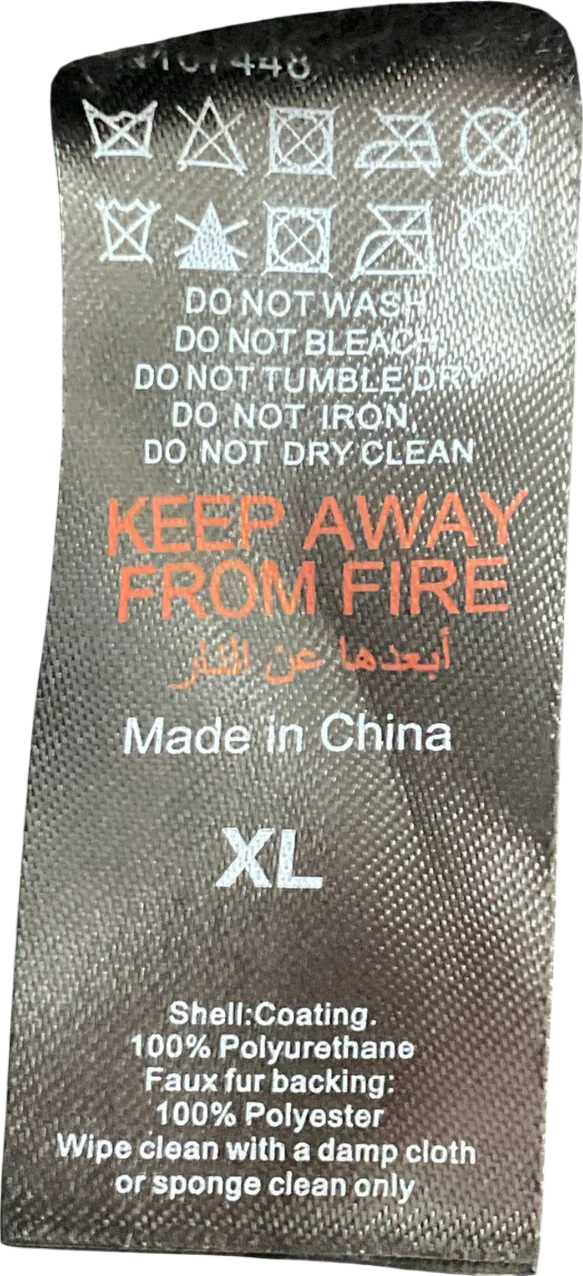 DO NOT WASH,
DO NOT BLEACH,
DO NOT TUMBLE DRY
DO NOT IRON,
DO NOT DRY CLEAN
KEEP AWAY
FROM FIRE
أبعدها عن النار
Made in China
XL
Shell:Coating.
100% Polyurethane
Faux fur backing:
100% Polyester
Wipe clean with a damp cloth
or sponge clean only